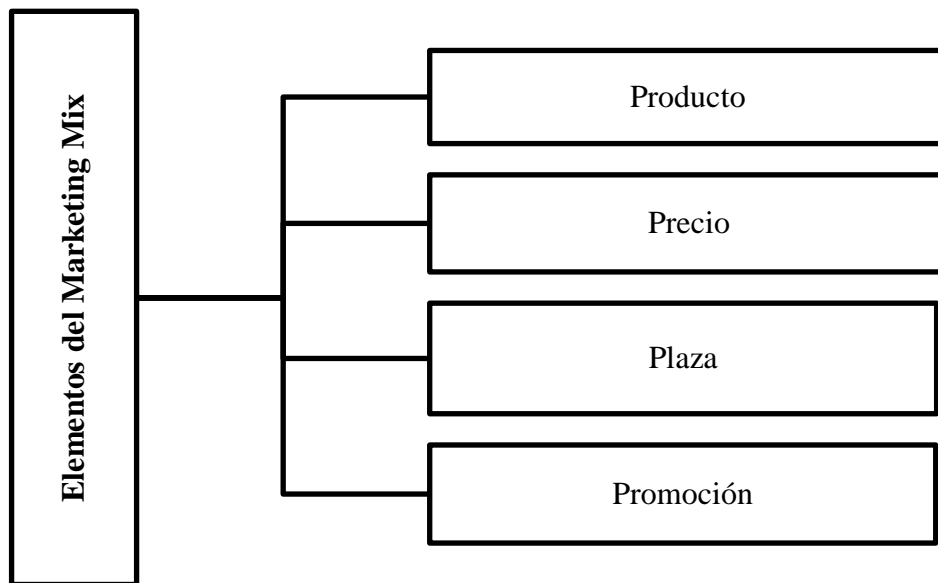 Elementos del Marketing Mix
Producto
Precio
Plaza
Promoción